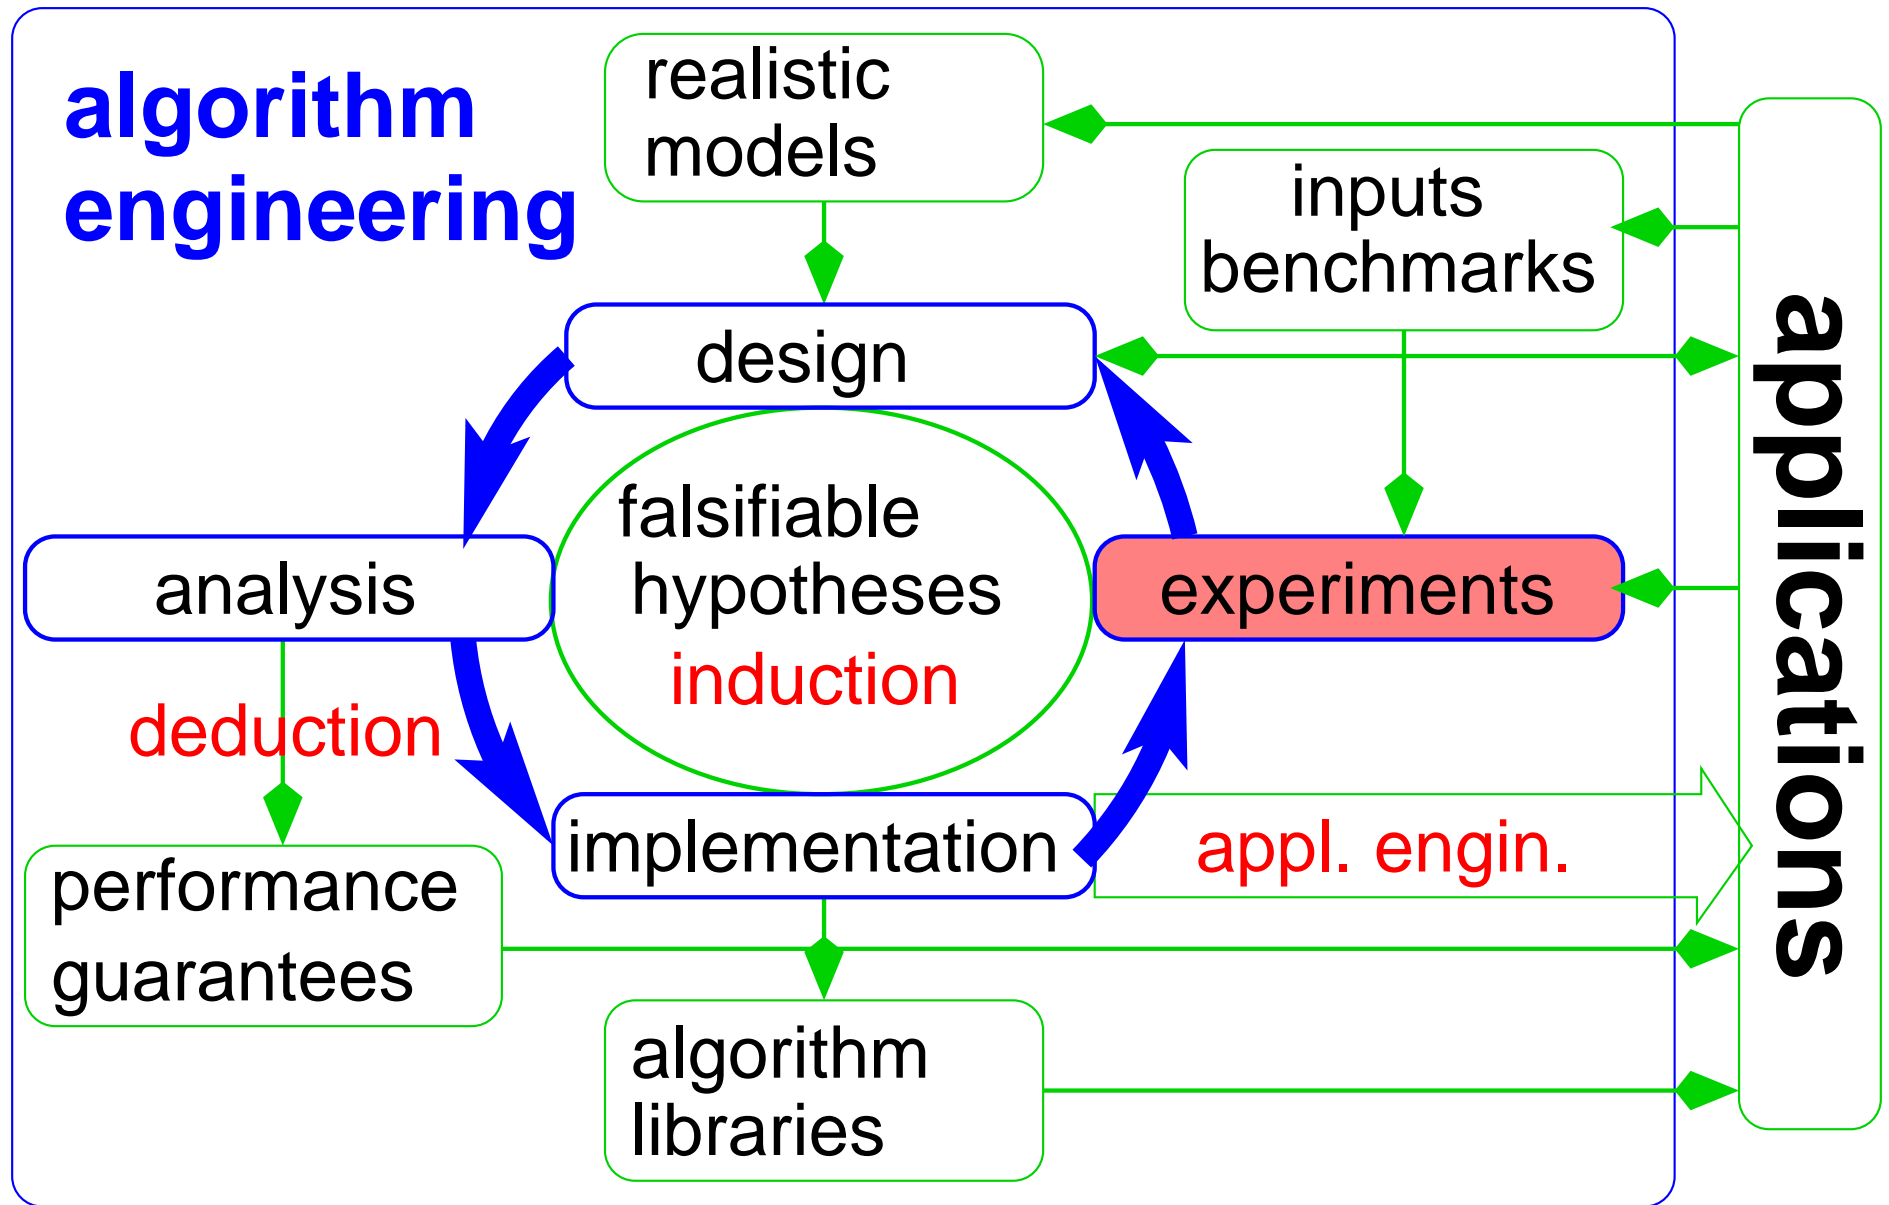 algorithm
engineering
realistic
models
inputs
benchmarks
design
falsifiable
hypotheses
induction
analysis
experiments
deduction
implementation
appl. engin.
performance
guarantees
algorithm
libraries
applications